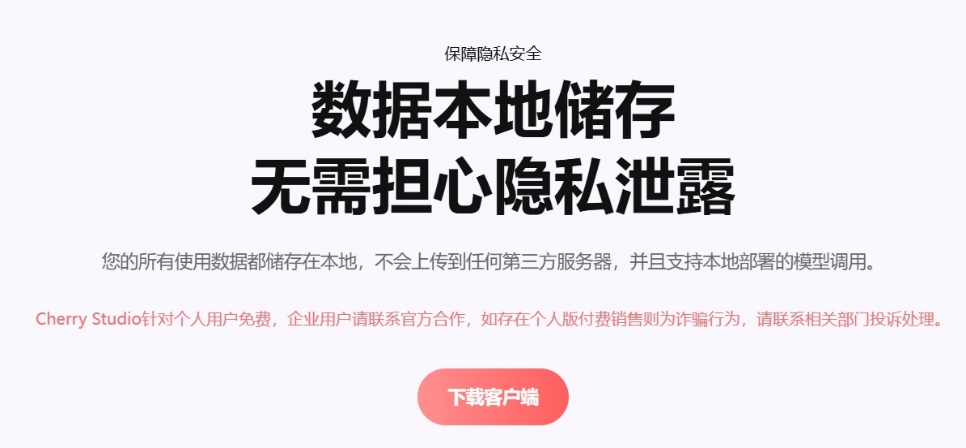 保障隐私安全
数据本地储存
无需担心隐私泄露
您的所有使用数据都储存在本地，不会上传到任何第三方服务器，并且支持本地部署的模型调用。
Cherry Studio针对个人用户免费，企业用户请联系官方合作，如存在个人版付费销售则为诈骗行为，请联系相关部门投诉处理。
下载客户端